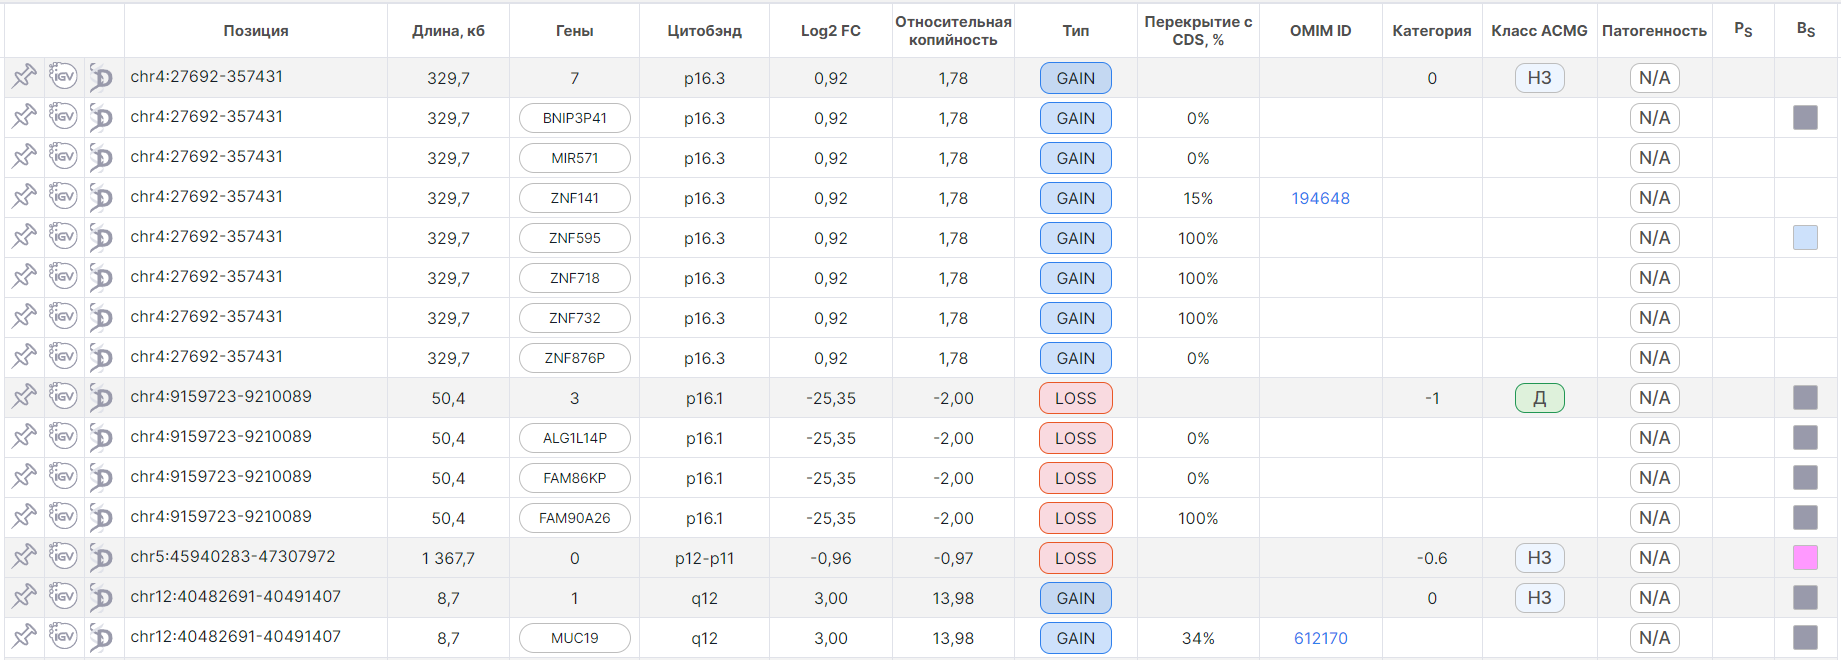 Позиция Длина, кб Гены Цитобэнд Log2 FC Относительная копийность Тип Перекрытие с CDS, % OMIM ID Категория Класс ACMG Патогенность PS BS
IGV D chr4:27692-357431 329,7 7 p16.3 0,92 1,78 GAIN 0 НЗ N/A
IGV D chr4:27692-357431 329,7 BNIP3P41 p16.3 0,92 1,78 GAIN 0% N/A
IGV D chr4:27692-357431 329,7 MIR571 p16.3 0,92 1,78 GAIN 0% N/A
IGV D chr4:27692-357431 329,7 ZNF141 p16.3 0,92 1,78 GAIN 15% 194648 N/A
IGV D chr4:27692-357431 329,7 ZNF595 p16.3 0,92 1,78 GAIN 100% N/A
IGV D chr4:27692-357431 329,7 ZNF718 p16.3 0,92 1,78 GAIN 100% N/A
IGV D chr4:27692-357431 329,7 ZNF732 p16.3 0,92 1,78 GAIN 100% N/A
IGV D chr4:27692-357431 329,7 ZNF876P p16.3 0,92 1,78 GAIN 0% N/A
IGV D chr4:9159723-9210089 50,4 3 p16.1 -25,35 -2,00 LOSS -1 Д N/A
IGV D chr4:9159723-9210089 50,4 ALG1L14P p16.1 -25,35 -2,00 LOSS 0% N/A
IGV D chr4:9159723-9210089 50,4 FAM86KP p16.1 -25,35 -2,00 LOSS 0% N/A
IGV D chr4:9159723-9210089 50,4 FAM90A26 p16.1 -25,35 -2,00 LOSS 100% N/A
IGV D chr5:45940283-47307972 1 367,7 0 p12-p11 -0,96 -0,97 LOSS -0.6 НЗ N/A
IGV D chr12:40482691-40491407 8,7 1 q12 3,00 13,98 GAIN 0 НЗ N/A
IGV D chr12:40482691-40491407 8,7 MUC19 q12 3,00 13,98 GAIN 34% 612170 N/A